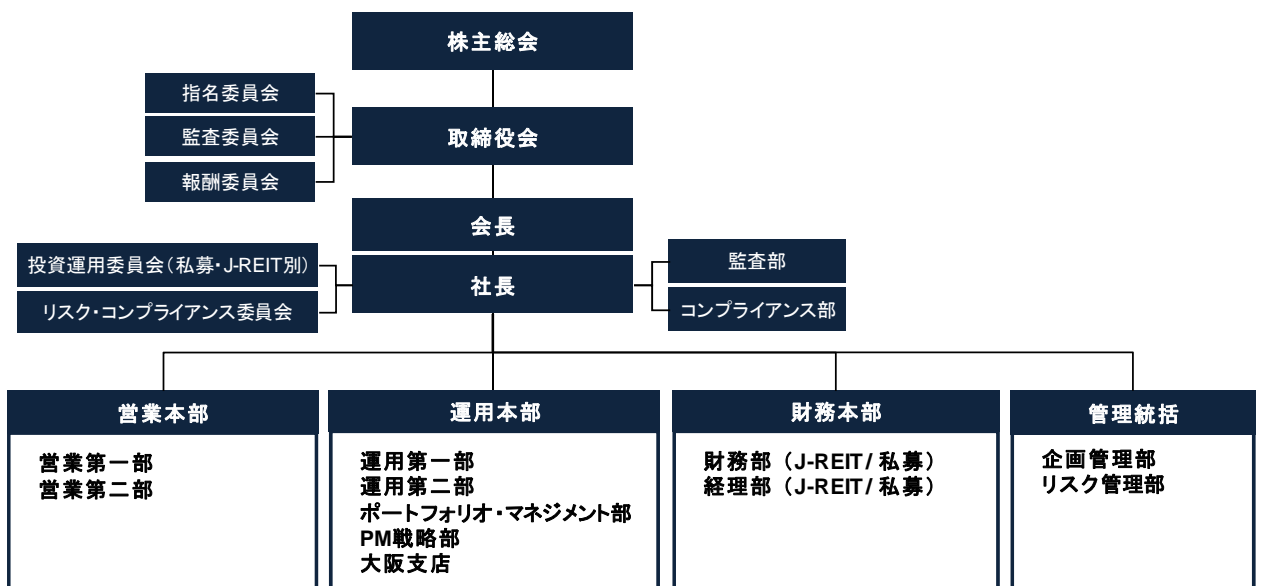 株主総会
指名委員会
監査委員会
報酬委員会
取締役会
会長
投資運用委員会（私募・J-REIT別）
リスク・コンプライアンス委員会
社長
監査部
コンプライアンス部
営業本部
営業第一部
営業第二部
運用本部
運用第一部
運用第二部
ポートフォリオ・マネジメント部
PM戦略部
大阪支店
財務本部
財務部（J-REIT/私募）
経理部（J-REIT/私募）
管理統括
企画管理部
リスク管理部